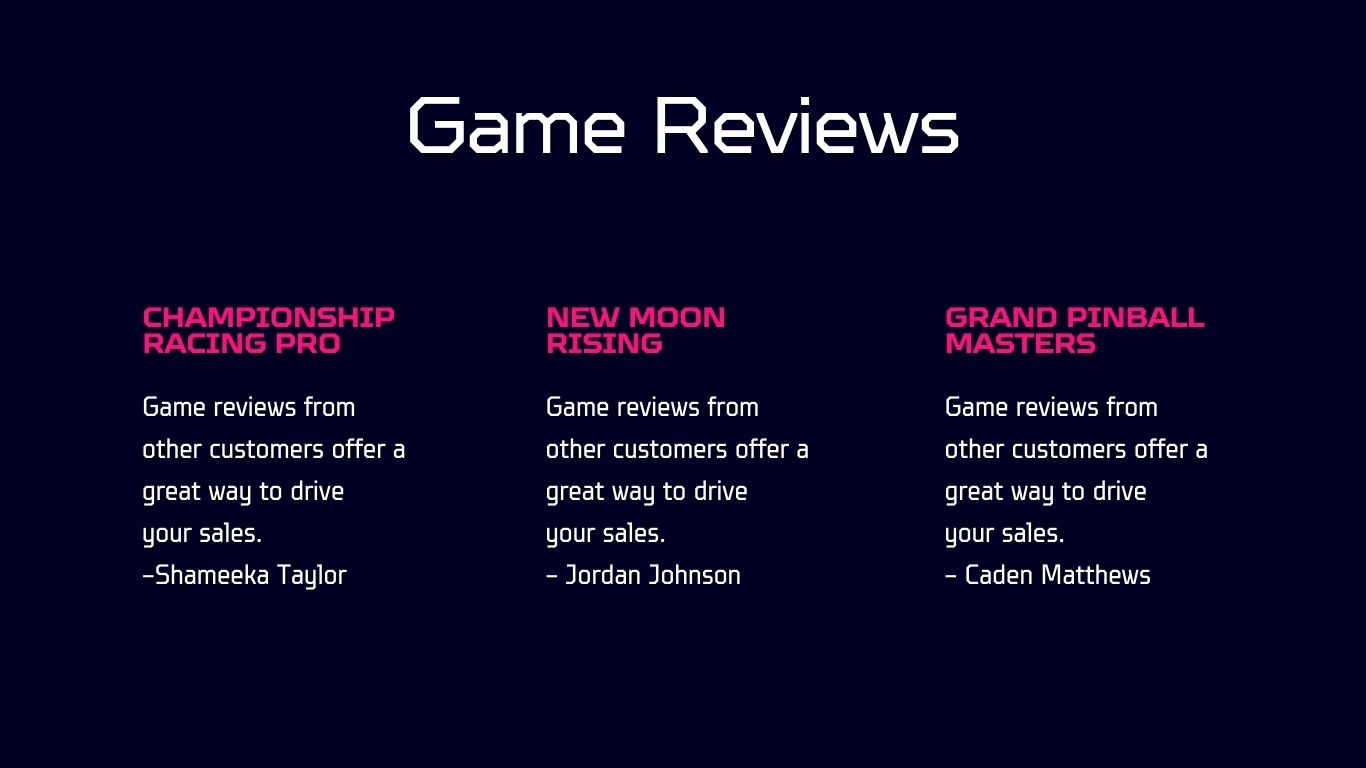 Game Reviews
CHAMPIONSHIP
RACING PRO
Game reviews from
other customers offer a
great way to drive
your sales.
–Shameeka Taylor
NEW MOON
RISING
Game reviews from
other customers offer a
great way to drive
your sales.
– Jordan Johnson
GRAND PINBALL
MASTERS
Game reviews from
other customers offer a
great way to drive
your sales.
– Caden Matthews